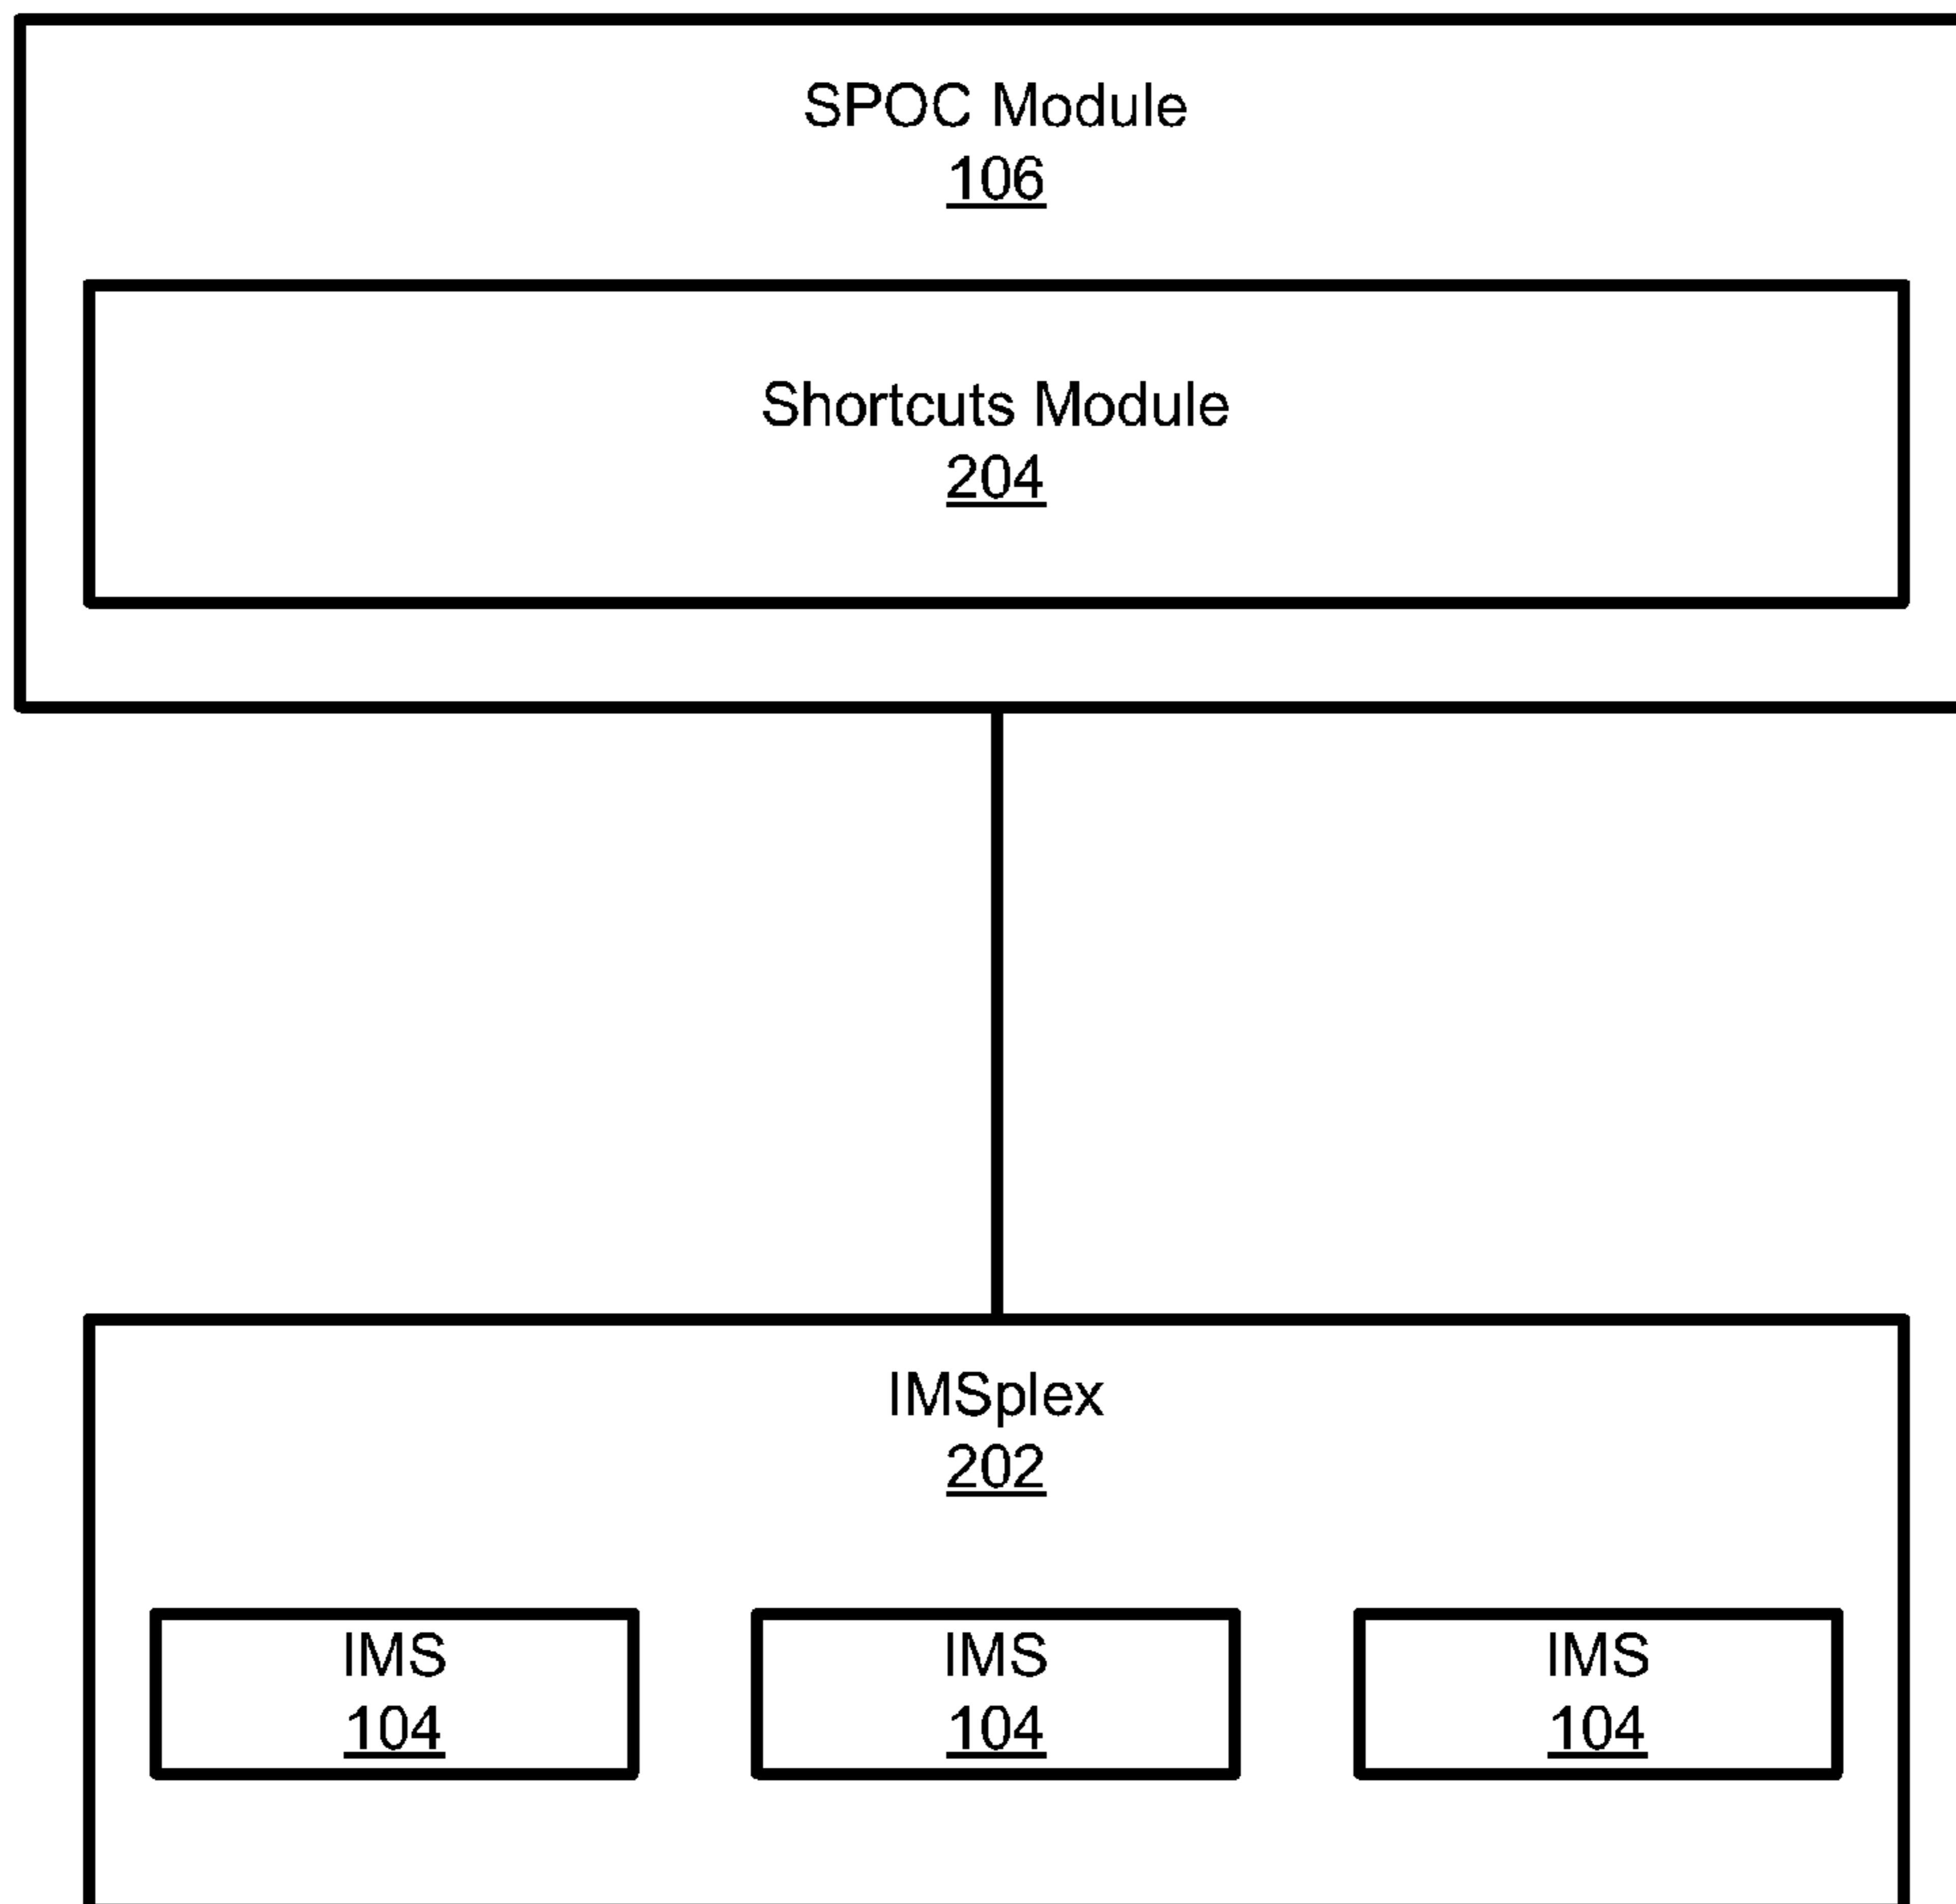 SPOC Module
106
Shortcuts Module
204
IMSplex
202
IMS IMS IMS
104 104 104